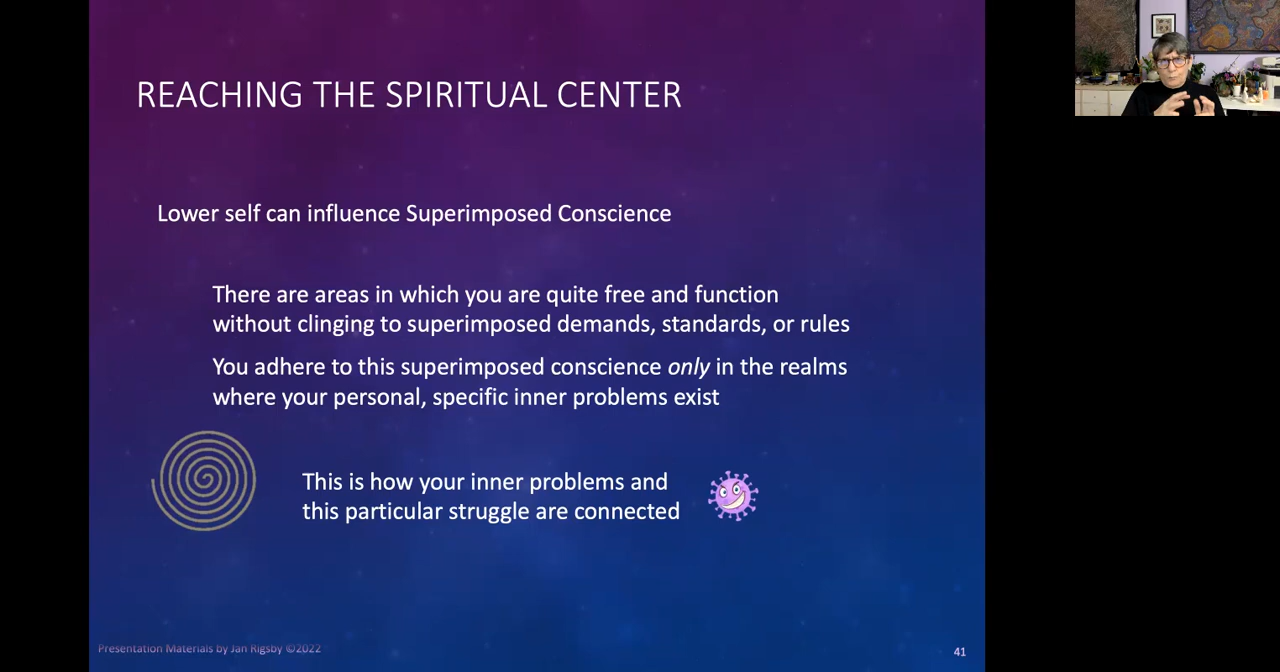 REACHING THE SPIRITUAL CENTER
Lower self can influence Superimposed Conscience
There are areas in which you are quite free and function
without clinging to superimposed demands, standards, or rules
You adhere to this superimposed conscience only in the realms
where your personal, specific inner problems exist
This is how your inner problems and
this particular struggle are connected
Presentation Materials by Jan Rigsby ©2022
41